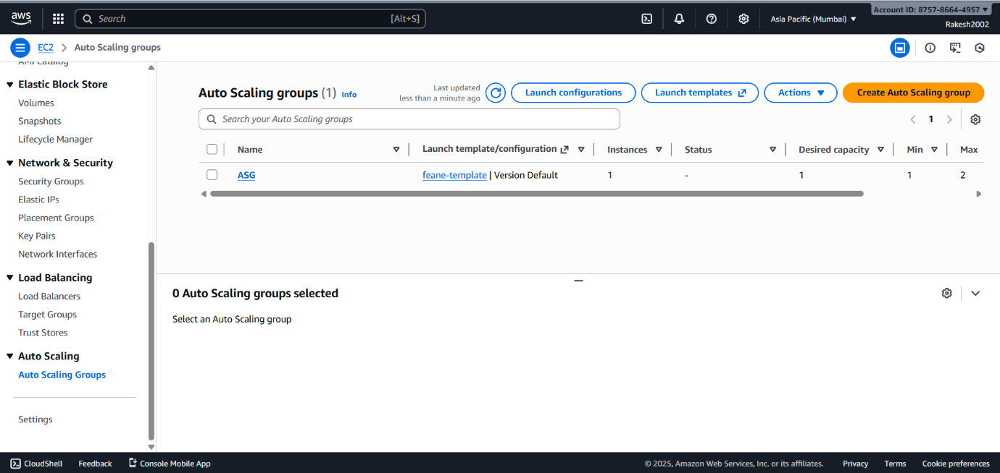 aws Search [Alt+S] Asia Pacific (Mumbai) Account ID: 8757-8664-4957
Rakesh2002
EC2 Auto Scaling groups
AMI Catalog
Elastic Block Store
Volumes
Snapshots
Lifecycle Manager
Network & Security
Security Groups
Elastic IPs
Placement Groups
Key Pairs
Network Interfaces
Load Balancing
Load Balancers
Target Groups
Trust Stores
Auto Scaling
Auto Scaling Groups
Settings
Auto Scaling groups (1) Info
Last updated
less than a minute ago
Launch configurations Launch templates Actions Create Auto Scaling group
Search your Auto Scaling groups
1
Name Launch template/configuration Instances Status Desired capacity Min Max
ASG feane-template | Version Default 1 - 1 1 2
0 Auto Scaling groups selected
Select an Auto Scaling group
CloudShell Feedback Console Mobile App © 2025, Amazon Web Services, Inc. or its affiliates. Privacy Terms Cookie preferences